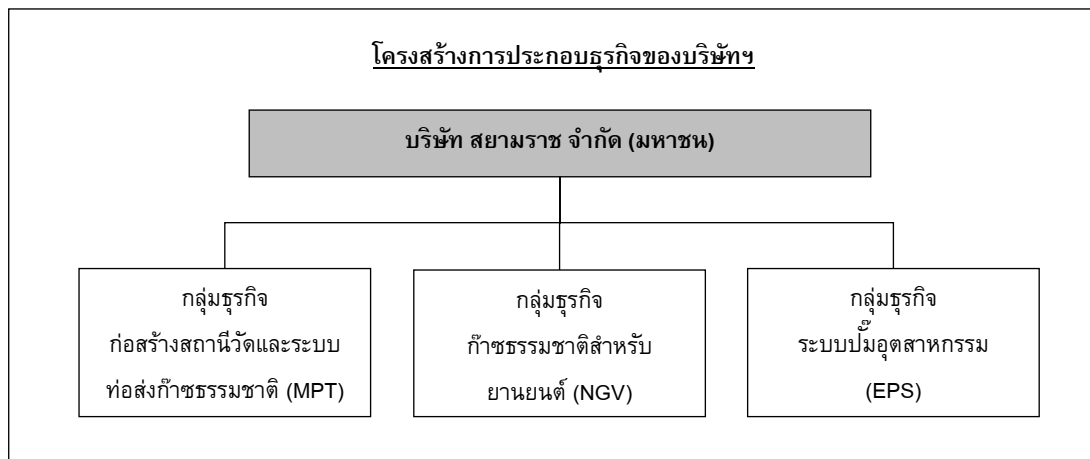 โครงสร้างการประกอบธุรกิจของบริษัทฯ
บริษัท สยามราช จำกัด (มหาชน)
กลุ่มธุรกิจ
ก่อสร้างสถานีวัดและระบบ
ท่อส่งก๊าซธรรมชาติ (MPT)
กลุ่มธุรกิจ
ก๊าซธรรมชาติสำหรับ
ยานยนต์ (NGV)
กลุ่มธุรกิจ
ระบบปั๊มอุตสาหกรรม
(EPS)